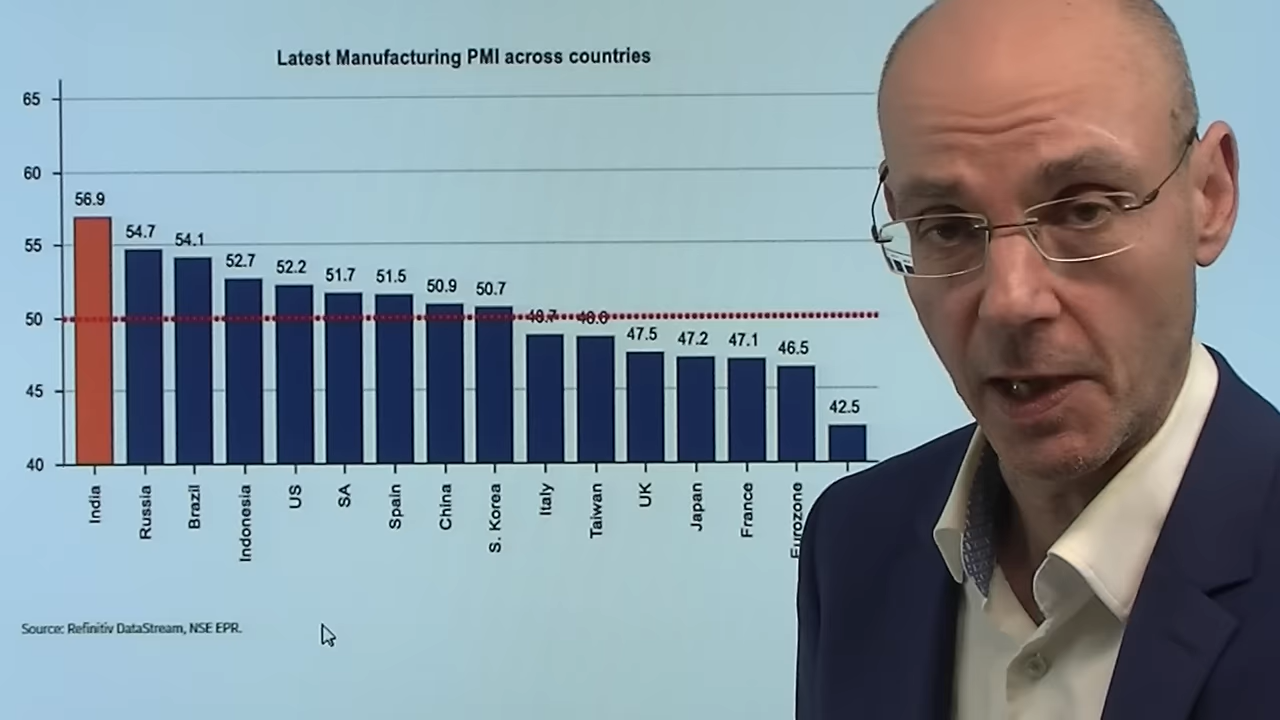 Latest Manufacturing PMI across countries
65
60
55
50
45
40
56.9
54.7
54.1
52.7
52.2
51.7
51.5
50.9
50.7
48.7
47.5
47.2
47.1
46.5
42.5
India
Russia
Brazil
Indonesia
US
SA
Spain
China
S. Korea
Italy
Taiwan
UK
Japan
France
Eurozone
Source: Refinitiv DataStream, NSE EPR.